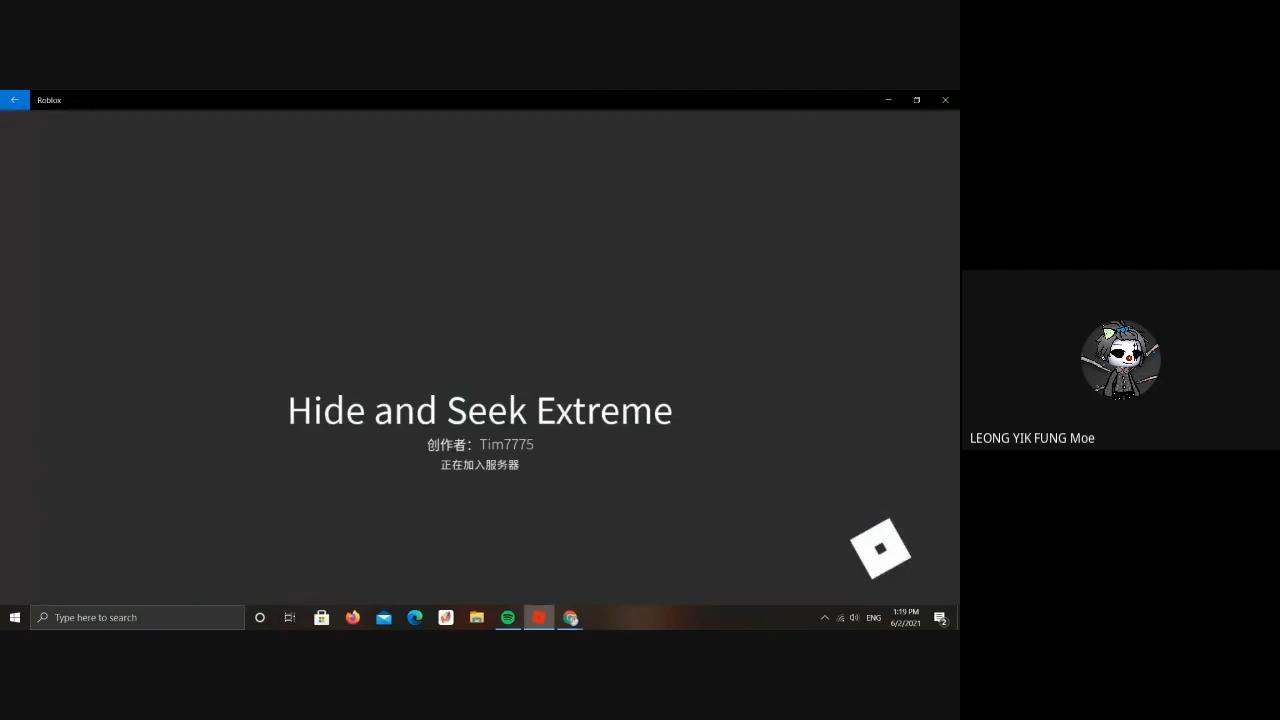 Roblox
Hide and Seek Extreme
创作者：Tim7775
正在加入服务器
LEONG YIK FUNG Moe
Type here to search
ENG
1:19 PM
6/2/2021
2